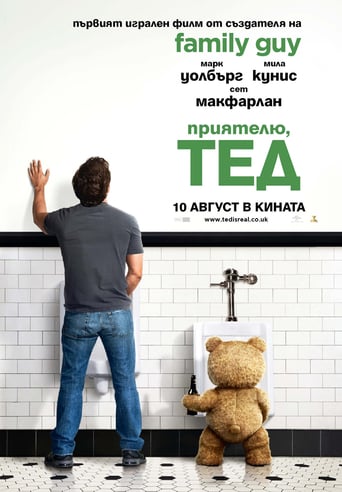 първият игрален филм от създателя на
family guy
марк
уолбърг
мила
кунис
сет
макфарлан
приятелю,
ТЕД
10 АВГУСТ В КИНАТА
www.tedisreal.co.uk